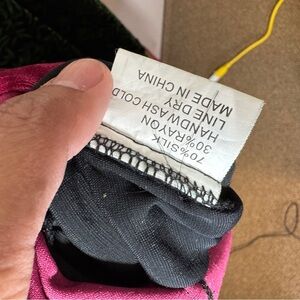 70%SILK
30%RAYON
HANDWASH COLD
LINE DRY
MADE IN CHINA